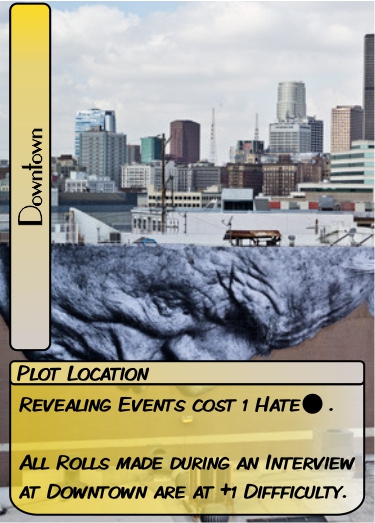 Downtown
Plot Location
Revealing Events cost 1 Hate● .
All Rolls made during an Interview
at Downtown are at +1 Diffficulty.